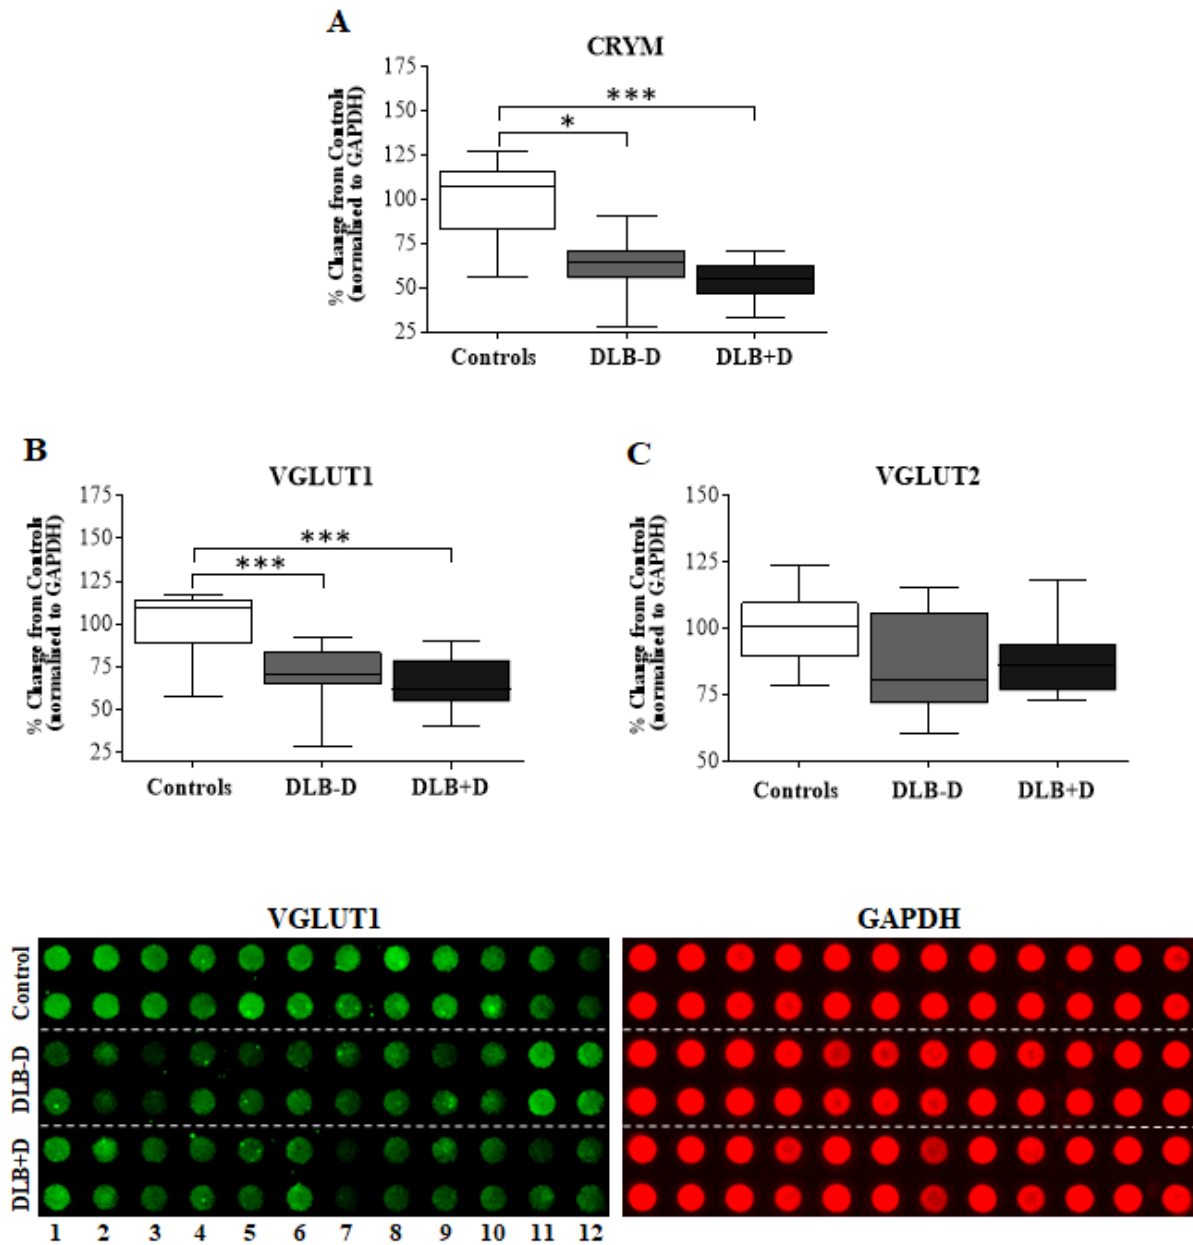 A
CRYM
% Change from Controls
(normalized to GAPDH)
175
150
125
100
75
50
25
***
*
Controls DLB-D DLB+D
B
VGLUT1
% Change from Controls
(normalized to GAPDH)
175
150
125
100
75
50
25
***
***
Controls DLB-D DLB+D
C
VGLUT2
% Change from Controls
(normalized to GAPDH)
150
125
100
75
50
Controls DLB-D DLB+D
VGLUT1
GAPDH
Control
DLB-D
DLB+D
1 2 3 4 5 6 7 8 9 10 11 12